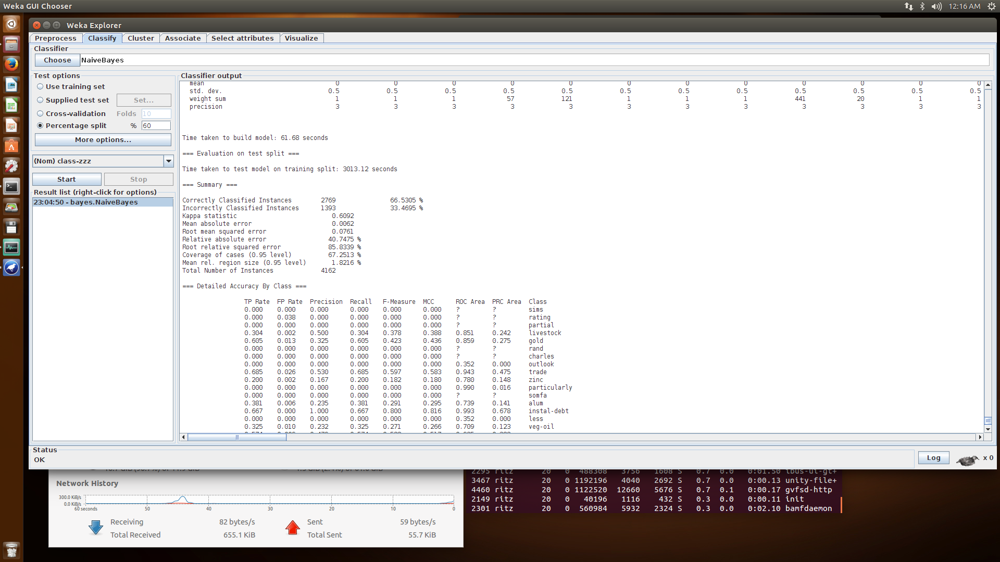 Weka GUI Chooser
12:16 AM
Weka Explorer
Preprocess Classify Cluster Associate Select attributes Visualize
Classifier
Choose NaiveBayes
Test options
Use training set
Supplied test set Set...
Cross-validation Folds 10
Percentage split % 60
More options...
(Nom) class-zzz
Start Stop
Result list (right-click for options)
23:04:50 - bayes.NaiveBayes
Classifier output
mean 0 0 0 0 0 0 0 0 0 0 0 0
std. dev. 0.5 0.5 0.5 0.5 0.5 0.5 0.5 0.5 0.5 0.5 0.5 0.5
weight sum 1 1 1 57 121 1 1 1 441 20 1 1
precision 3 3 3 3 3 3 3 3 3 3 3 3
Time taken to build model: 61.68 seconds
=== Evaluation on test split ===
Time taken to test model on training split: 3013.12 seconds
=== Summary ===
Correctly Classified Instances 2769 66.5305 %
Incorrectly Classified Instances 1393 33.4695 %
Kappa statistic 0.6092
Mean absolute error 0.0062
Root mean squared error 0.0761
Relative absolute error 40.7475 %
Root relative squared error 85.8339 %
Coverage of cases (0.95 level) 67.2513 %
Mean rel. region size (0.95 level) 1.8216 %
Total Number of Instances 4162
=== Detailed Accuracy By Class ===
TP Rate FP Rate Precision Recall F-Measure MCC ROC Area PRC Area Class
0.000 0.000 0.000 0.000 0.000 0.000 ? ? sims
0.000 0.038 0.000 0.000 0.000 0.000 ? ? rating
0.000 0.000 0.000 0.000 0.000 0.000 ? ? partial
0.304 0.002 0.500 0.304 0.378 0.388 0.851 0.242 livestock
0.605 0.013 0.325 0.605 0.423 0.436 0.859 0.275 gold
0.000 0.000 0.000 0.000 0.000 0.000 ? ? rand
0.000 0.000 0.000 0.000 0.000 0.000 ? ? charles
0.000 0.000 0.000 0.000 0.000 0.000 0.352 0.000 outlook
0.685 0.026 0.530 0.685 0.597 0.583 0.943 0.475 trade
0.200 0.002 0.167 0.200 0.182 0.180 0.780 0.148 zinc
0.000 0.000 0.000 0.000 0.000 0.000 0.990 0.016 particularly
0.000 0.000 0.000 0.000 0.000 0.000 ? ? somfa
0.381 0.006 0.235 0.381 0.291 0.295 0.739 0.141 alum
0.667 0.000 1.000 0.667 0.800 0.816 0.993 0.678 instal-debt
0.000 0.000 0.000 0.000 0.000 0.000 0.352 0.000 less
0.325 0.010 0.232 0.325 0.271 0.266 0.709 0.123 veg-oil
Status
OK
Log x 0
Network History
300.0 KiB/s
0.0 KiB/s
60 seconds 50 40 30 20 10 0
Receiving 82 bytes/s Sent 59 bytes/s
Total Received 655.1 KiB Total Sent 55.7 KiB
2295 ritz 20 0 488308 3756 1608 S 0.7 0.0 0:01.50 ibus-ui-gt+
3467 ritz 20 0 1192196 4040 2692 S 0.7 0.0 0:00.13 unity-file+
4460 ritz 20 0 1122520 12660 5676 S 0.7 0.1 0:00.17 gvfsd-http
2149 ritz 20 0 40196 1116 432 S 0.3 0.0 0:00.11 init
2301 ritz 20 0 560984 5932 2324 S 0.3 0.0 0:02.10 bamfdaemon